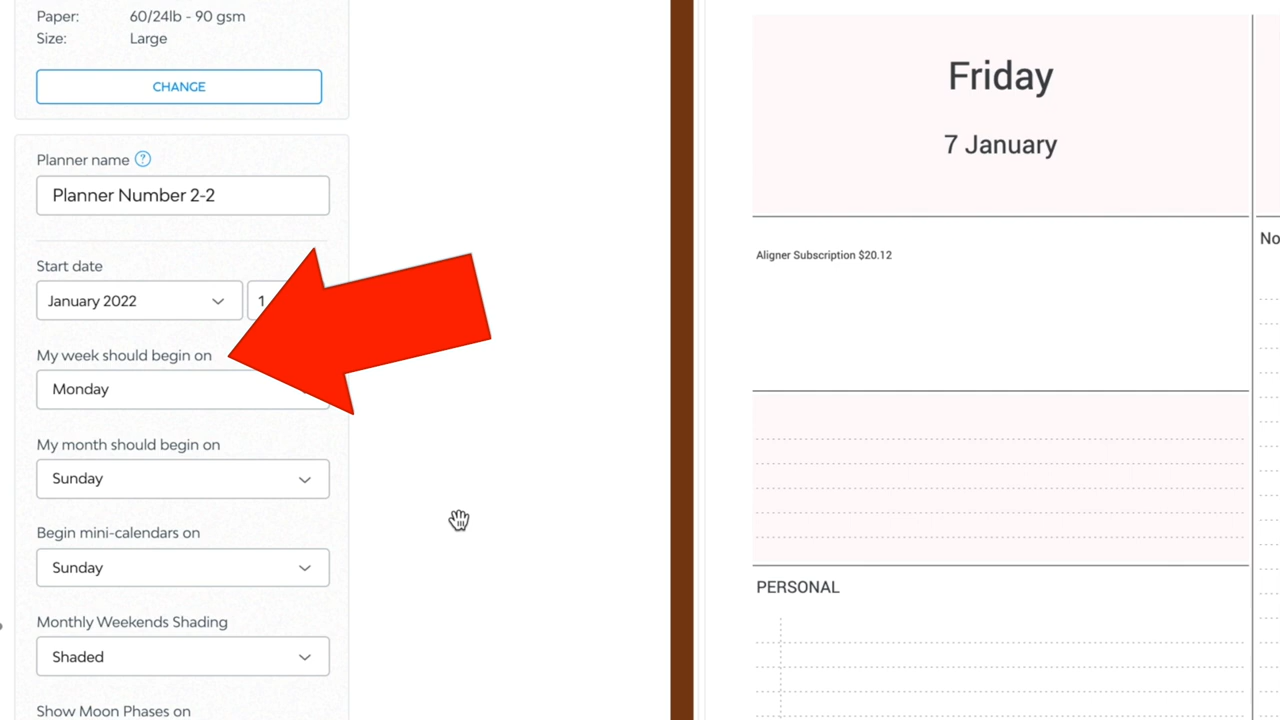 Paper: 60/24lb - 90 gsm
Size: Large
CHANGE
Planner name ?
Planner Number 2-2
Start date
January 2022 1
My week should begin on
Monday
My month should begin on
Sunday
Begin mini-calendars on
Sunday
Monthly Weekends Shading
Shaded
Show Moon Phases on
Friday
7 January
Aligner Subscription $20.12
PERSONAL
No